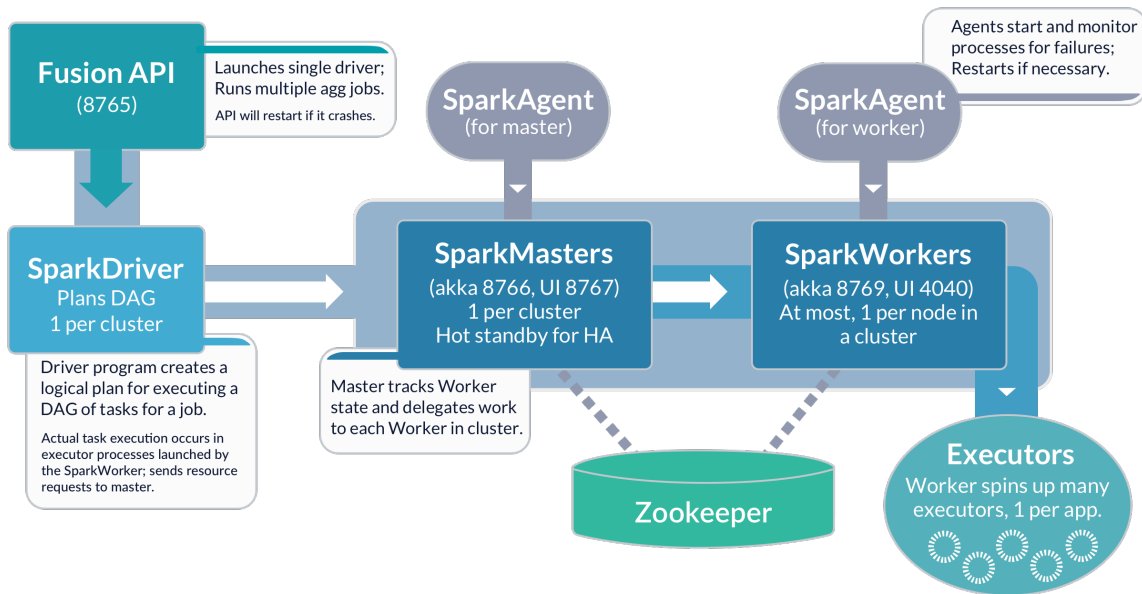 Fusion API
(8765)
Launches single driver;
Runs multiple agg jobs.
API will restart if it crashes.
SparkAgent
(for master)
SparkAgent
(for worker)
Agents start and monitor
processes for failures;
Restarts if necessary.
SparkDriver
Plans DAG
1 per cluster
Driver program creates a
logical plan for executing a
DAG of tasks for a job.
Actual task execution occurs in
executor processes launched by
the SparkWorker; sends resource
requests to master.
SparkMasters
(akka 8766, UI 8767)
1 per cluster
Hot standby for HA
Master tracks Worker
state and delegates work
to each Worker in cluster.
SparkWorkers
(akka 8769, UI 4040)
At most, 1 per node in
a cluster
Zookeeper
Executors
Worker spins up many
executors, 1 per app.